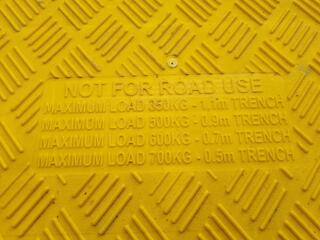 NOT FOR ROAD USE
MAXIMUM LOAD 350KG - 1.1m TRENCH
MAXIMUM LOAD 500KG - 0.9m TRENCH
MAXIMUM LOAD 600KG - 0.7m TRENCH
MAXIMUM LOAD 700KG - 0.5m TRENCH